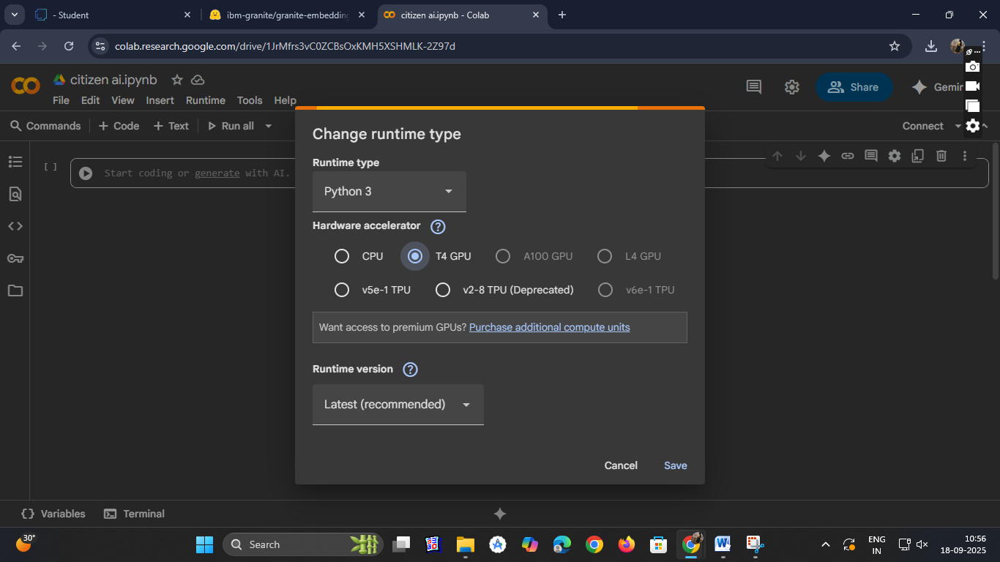 - Student
ibm-granite/granite-embedding
citizen ai.ipynb - Colab
colab.research.google.com/drive/1JrMfrs3vC0ZCBsOxKMH5XSHMLK-2Z97d
citizen ai.ipynb
File Edit View Insert Runtime Tools Help
Share
Gemin
Commands + Code + Text Run all
Connect
[ ]
Start coding or generate with AI.
Change runtime type
Runtime type
Python 3
Hardware accelerator ?
CPU T4 GPU A100 GPU L4 GPU
v5e-1 TPU v2-8 TPU (Deprecated) v6e-1 TPU
Want access to premium GPUs? Purchase additional compute units
Runtime version ?
Latest (recommended)
Cancel Save
{} Variables Terminal
30°
Search
ENG
IN
10:56
18-09-2025